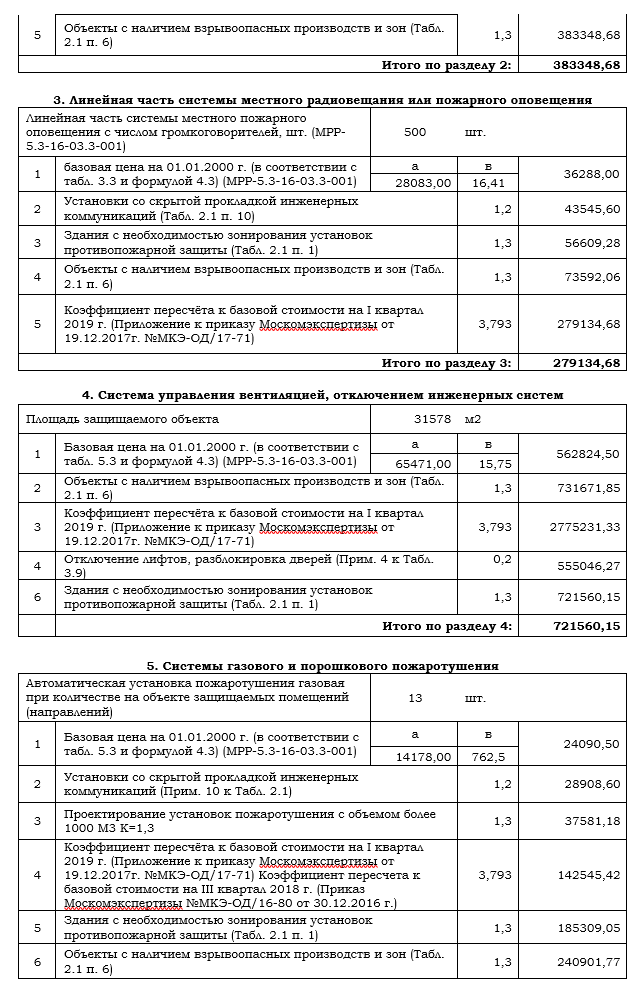 5 Объекты с наличием взрывоопасных производств и зон (Табл. 2.1 п. 6) 1,3 383348,68
Итого по разделу 2: 383348,68
3. Линейная часть системы местного радиовещания или пожарного оповещения
Линейная часть системы местного пожарного
оповещения с числом громкоговорителей, шт. (МРР-
5.3-16-03.3-001)
500 шт.
1 базовая цена на 01.01.2000 г. (в соответствии с
табл. 3.3 и формулой 4.3) (МРР-5.3-16-03.3-001)
а в
28083,00 16,41
36288,00
2 Установки со скрытой прокладкой инженерных
коммуникаций (Табл. 2.1 п. 10)
1,2 43545,60
3 Здания с необходимостью зонирования установок
противопожарной защиты (Табл. 2.1 п. 1)
1,3 56609,28
4 Объекты с наличием взрывоопасных производств и зон (Табл.
2.1 п. 6)
1,3 73592,06
5 Коэффициент пересчёта к базовой стоимости на I квартал
2019 г. (Приложение к приказу Москомэкспертизы от
19.12.2017г. №МКЭ-ОД/17-71)
3,793 279134,68
Итого по разделу 3: 279134,68
4. Система управления вентиляцией, отключением инженерных систем
Площадь защищаемого объекта 31578 м2
1 Базовая цена на 01.01.2000 г. (в соответствии с
табл. 5.3 и формулой 4.3) (МРР-5.3-16-03.3-001)
а в
65471,00 15,75
562824,50
2 Объекты с наличием взрывоопасных производств и зон (Табл.
2.1 п. 6)
1,3 731671,85
3 Коэффициент пересчёта к базовой стоимости на I квартал
2019 г. (Приложение к приказу Москомэкспертизы от
19.12.2017г. №МКЭ-ОД/17-71)
3,793 2775231,33
4 Отключение лифтов, разблокировка дверей (Прим. 4 к Табл.
3.9)
0,2 555046,27
6 Здания с необходимостью зонирования установок
противопожарной защиты (Табл. 2.1 п. 1)
1,3 721560,15
Итого по разделу 4: 721560,15
5. Системы газового и порошкового пожаротушения
Автоматическая установка пожаротушения газовая
при количестве на объекте защищаемых помещений
(направлений)
13 шт.
1 Базовая цена на 01.01.2000 г. (в соответствии с
табл. 5.3 и формулой 4.3) (МРР-5.3-16-03.3-001)
а в
14178,00 762,5
24090,50
2 Установки со скрытой прокладкой инженерных
коммуникаций (Прим. 10 к Табл. 2.1)
1,2 28908,60
3 Проектирование установок пожаротушения с объемом более
1000 М3 К=1,3
1,3 37581,18
4 Коэффициент пересчёта к базовой стоимости на I квартал
2019 г. (Приложение к приказу Москомэкспертизы от
19.12.2017г. №МКЭ-ОД/17-71) Коэффициент пересчета к
базовой стоимости на III квартал 2018 г. (Приказ
Москомэкспертизы №МКЭ-ОД/16-80 от 30.12.2016 г.)
3,793 142545,42
5 Здания с необходимостью зонирования установок
противопожарной защиты (Табл. 2.1 п. 1)
1,3 185309,05
6 Объекты с наличием взрывоопасных производств и зон (Табл.
2.1 п. 6)
1,3 240901,77